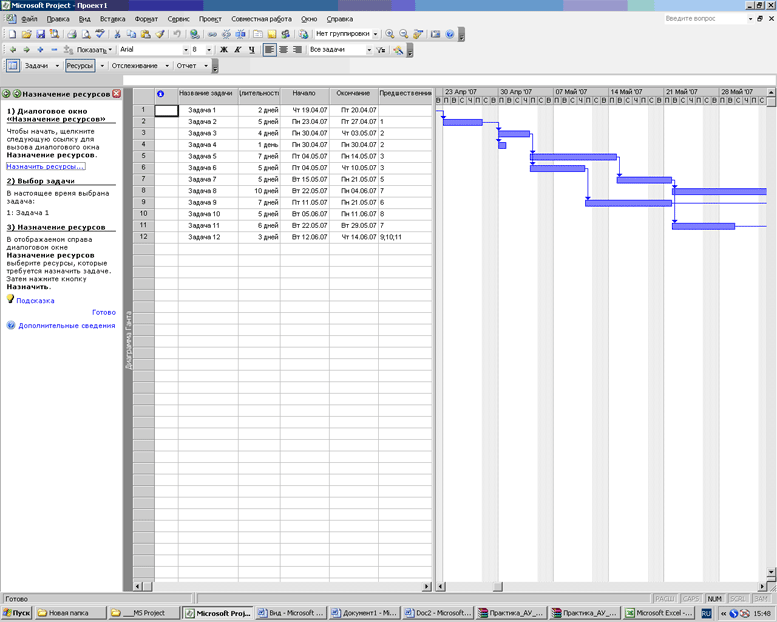 Microsoft Project - Проект1
Файл Правка Вид Вставка Формат Сервис Проект Совместная работа Окно Справка
Введите вопрос
Нет группировки
Показать Arial 8 Ж К Ч Все задачи
Задачи Ресурсы Отслеживание Отчет
Назначение ресурсов
1) Диалоговое окно
«Назначение ресурсов»
Чтобы начать, щелкните
следующую ссылку для
вызова диалогового окна
Назначение ресурсов.
Назначить ресурсы...
2) Выбор задачи
В настоящее время выбрана
задача:
1: Задача 1
3) Назначение ресурсов
В отображаемом справа
диалоговом окне
Назначение ресурсов
выберите ресурсы, которые
требуется назначить задаче.
Затем нажмите кнопку
Назначить.
Подсказка
Готово
Дополнительные сведения
Диаграмма Ганта
Название задачи Длительность Начало Окончание Предшественник
1 Задача 1 2 дней Чт 19.04.07 Пт 20.04.07
2 Задача 2 5 дней Пн 23.04.07 Пт 27.04.07 1
3 Задача 3 4 дней Пн 30.04.07 Чт 03.05.07 2
4 Задача 4 1 день Пн 30.04.07 Пн 30.04.07 2
5 Задача 5 7 дней Пт 04.05.07 Пн 14.05.07 3
6 Задача 6 5 дней Пт 04.05.07 Чт 10.05.07 3
7 Задача 7 5 дней Вт 15.05.07 Пн 21.05.07 5
8 Задача 8 10 дней Вт 22.05.07 Пн 04.06.07 7
9 Задача 9 7 дней Пт 11.05.07 Пн 21.05.07 6
10 Задача 10 5 дней Вт 05.06.07 Пн 11.06.07 8
11 Задача 11 6 дней Вт 22.05.07 Вт 29.05.07 7
12 Задача 12 3 дней Вт 12.06.07 Чт 14.06.07 9;10;11
23 Апр '07 30 Апр '07 07 Май '07 14 Май '07 21 Май '07 28 Май '07
П В С Ч П С В П В С Ч П С В П В С Ч П С В П В С Ч П С В П В С Ч П С В П В С Ч П С
Готово
РАСШ CAPS NUM SCRL ЗАМ
Пуск Новая папка ___MS Project Microsoft Proj... Вид - Microsoft ... Документ1 - Mi... Doc2 - Microsoft... Практика_АУ_... Практика_АУ_... Microsoft Excel -... RU 15:48